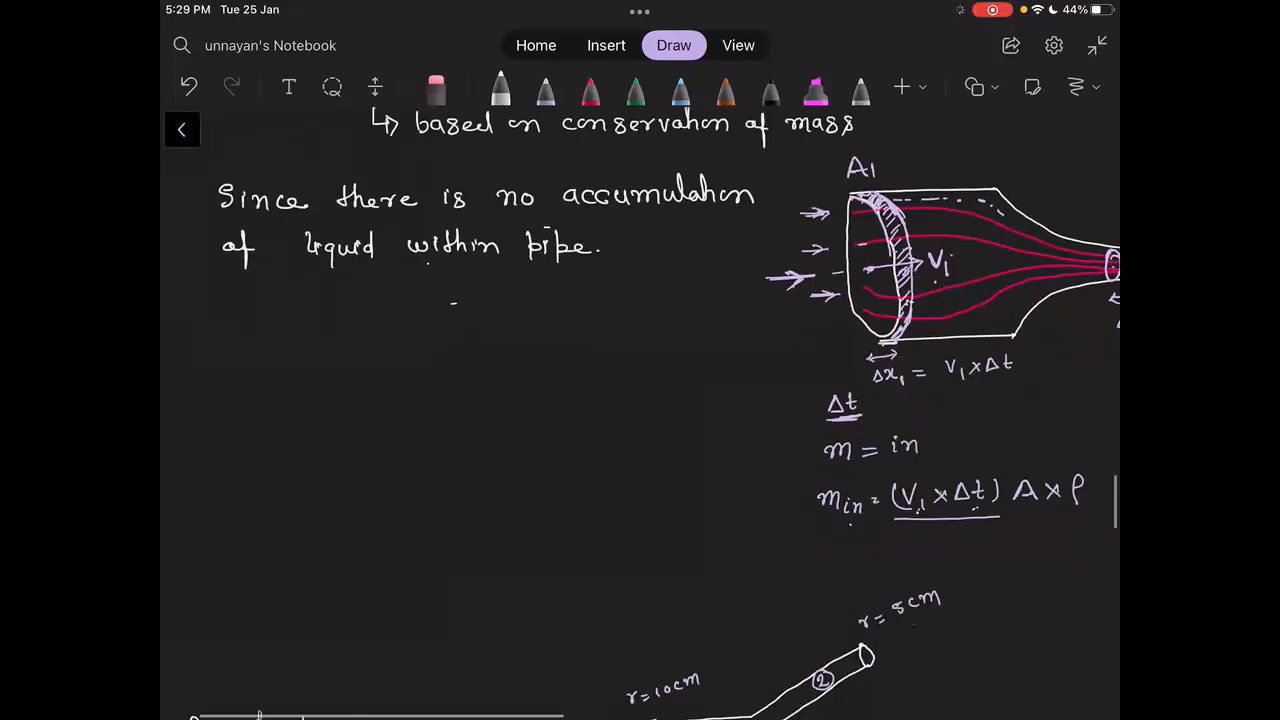 5:29 PM Tue 25 Jan
44%
unnayan's Notebook
Home Insert Draw View
↳ based on conservation of mass
Since there is no accumulation
of liquid within pipe.
A1
V1
Δx1 = V1 × Δt
Δt
m = in
min = (V1 × Δt) A × ρ
r = 5cm
r = 10cm
2